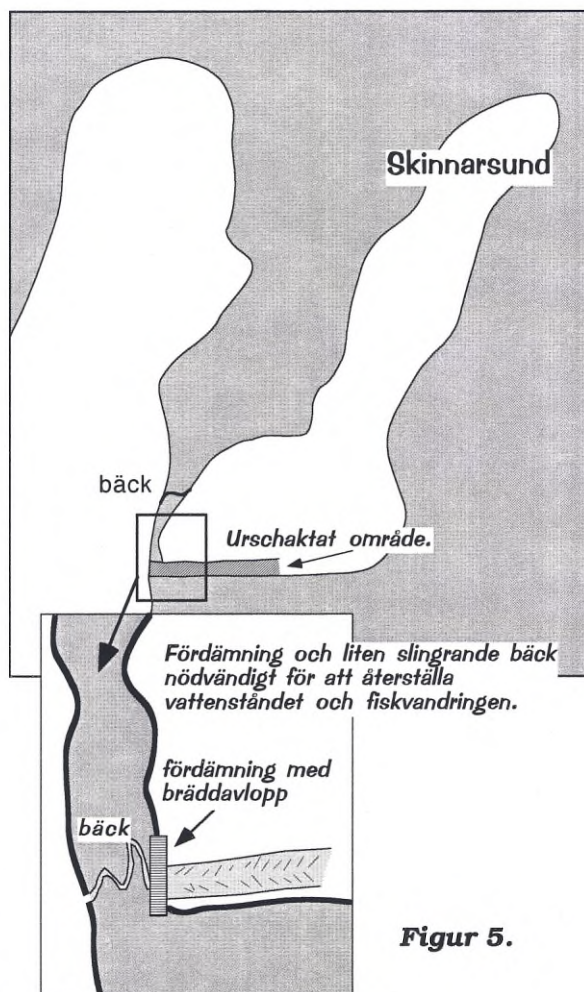 Skinnarsund
bäck
Urschaktat område.
Fördämning och liten slingrande bäck
nödvändigt för att återställa
vattenståndet och fiskvandringen.
fördämning med
bräddavlopp
bäck
Figur 5.